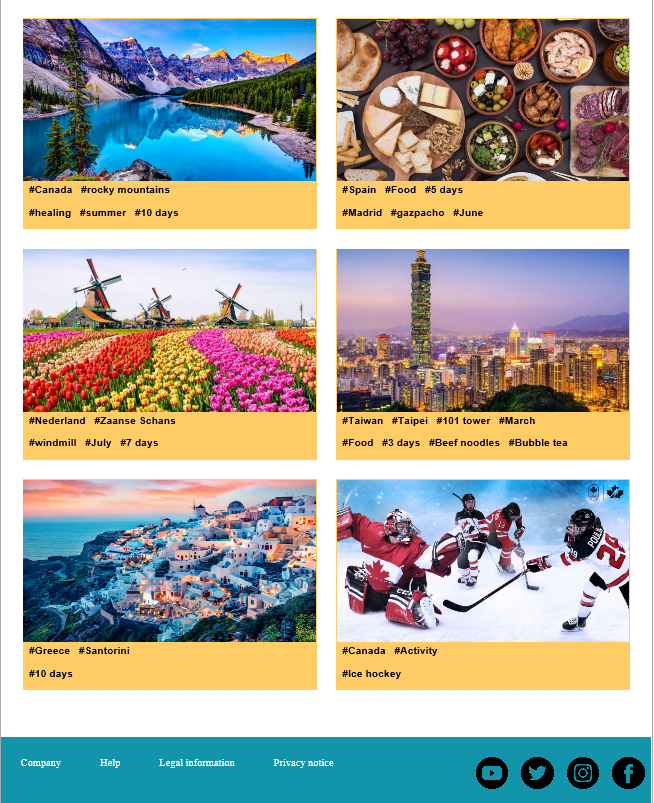 #Canada #rocky mountains
#healing #summer #10 days
#Spain #Food #5 days
#Madrid #gazpacho #June
#Nederland #Zaanse Schans
#windmill #July #7 days
#Taiwan #Taipei #101 tower #March
#Food #3 days #Beef noodles #Bubble tea
#Greece #Santorini
#10 days
POULIN
#Canada #Activity
#Ice hockey
Company Help Legal information Privacy notice